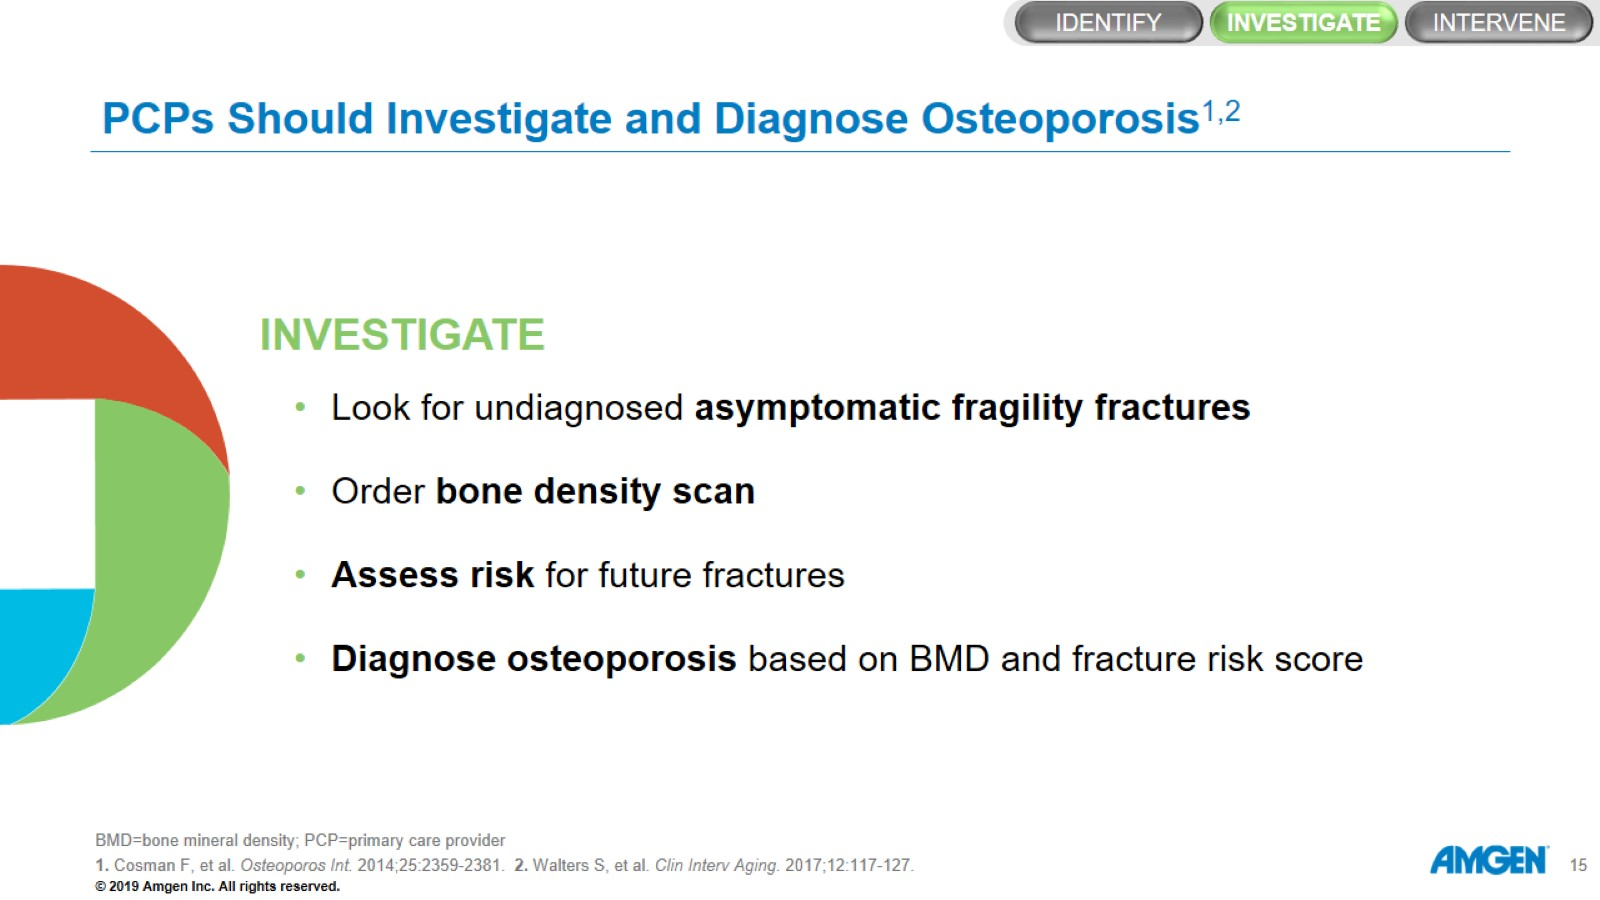 IDENTIFY INVESTIGATE INTERVENE
PCPs Should Investigate and Diagnose Osteoporosis1,2
INVESTIGATE
• Look for undiagnosed asymptomatic fragility fractures
• Order bone density scan
• Assess risk for future fractures
• Diagnose osteoporosis based on BMD and fracture risk score
BMD=bone mineral density; PCP=primary care provider
1. Cosman F, et al. Osteoporos Int. 2014;25:2359-2381. 2. Walters S, et al. Clin Interv Aging. 2017;12:117-127.
© 2019 Amgen Inc. All rights reserved.
AMGEN 15